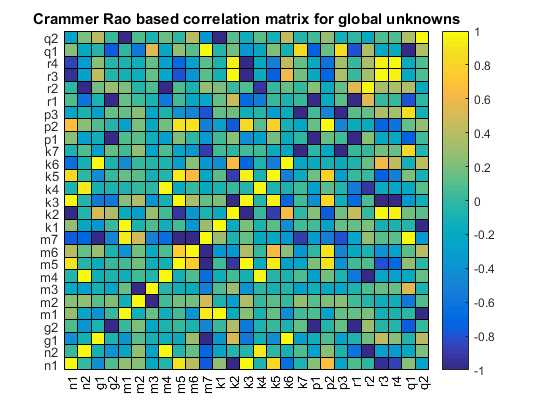 Crammer Rao based correlation matrix for global unknowns
q2
q1
r4
r3
r2
r1
p3
p2
p1
k7
k6
k5
k4
k3
k2
k1
m7
m6
m5
m4
m3
m2
m1
g2
g1
n2
n1
n1 n2 g1 g2 m1 m2 m3 m4 m5 m6 m7 k1 k2 k3 k4 k5 k6 k7 p1 p2 p3 r1 r2 r3 r4 q1 q2
1
0.8
0.6
0.4
0.2
0
-0.2
-0.4
-0.6
-0.8
-1